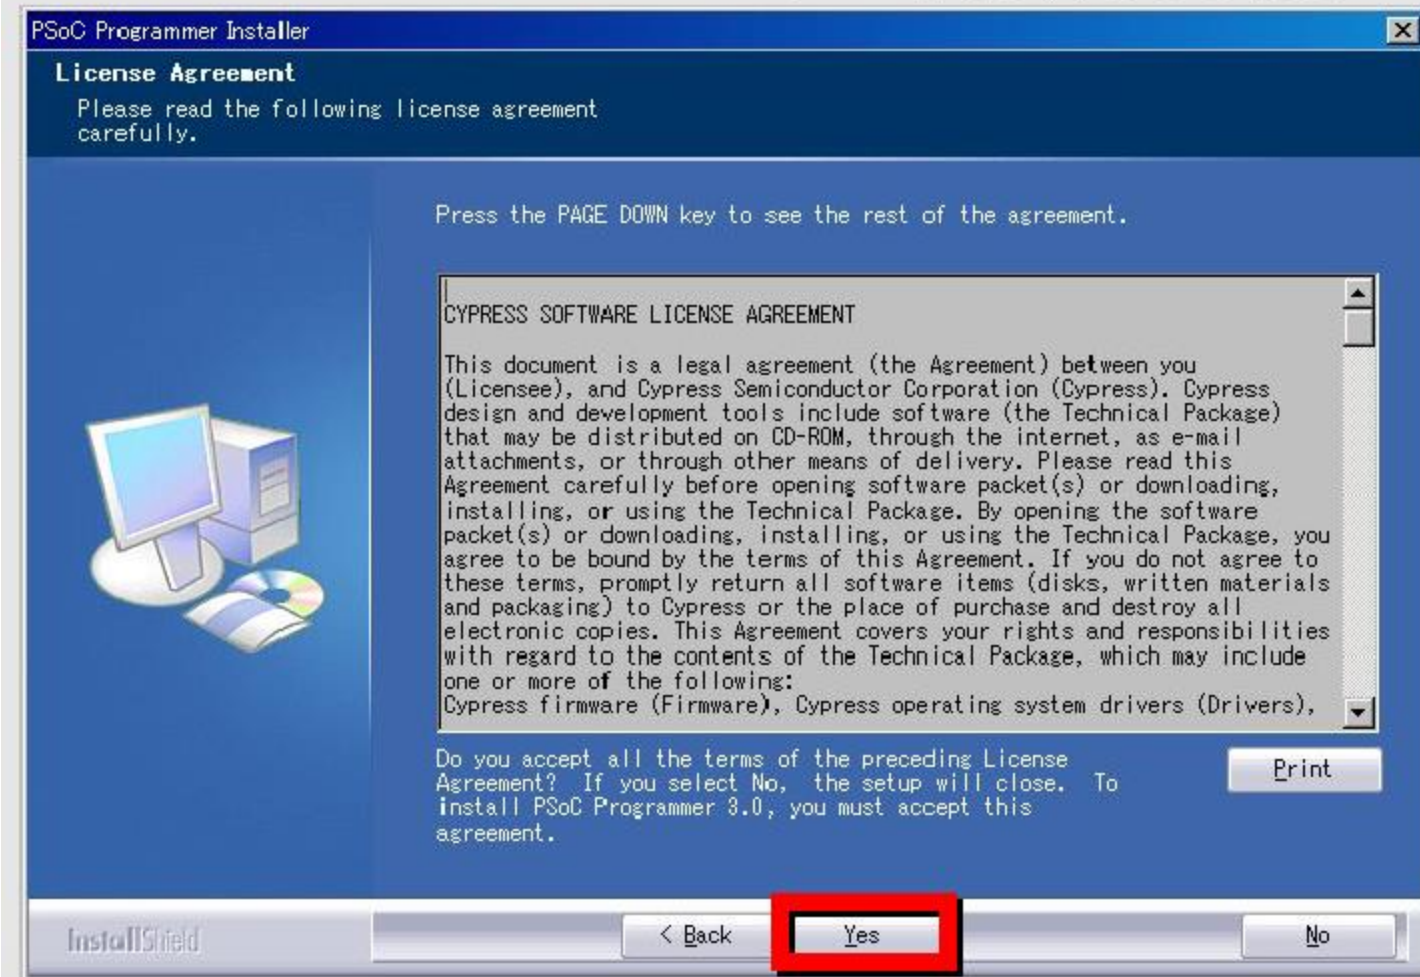 PSoC Programmer Installer
License Agreement
Please read the following license agreement
carefully.
Press the PAGE DOWN key to see the rest of the agreement.
CYPRESS SOFTWARE LICENSE AGREEMENT
This document is a legal agreement (the Agreement) between you
(Licensee), and Cypress Semiconductor Corporation (Cypress). Cypress
design and development tools include software (the Technical Package)
that may be distributed on CD-ROM, through the internet, as e-mail
attachments, or through other means of delivery. Please read this
Agreement carefully before opening software packet(s) or downloading,
installing, or using the Technical Package. By opening the software
packet(s) or downloading, installing, or using the Technical Package, you
agree to be bound by the terms of this Agreement. If you do not agree to
these terms, promptly return all software items (disks, written materials
and packaging) to Cypress or the place of purchase and destroy all
electronic copies. This Agreement covers your rights and responsibilities
with regard to the contents of the Technical Package, which may include
one or more of the following:
Cypress firmware (Firmware), Cypress operating system drivers (Drivers),
Do you accept all the terms of the preceding License
Agreement? If you select No, the setup will close. To
install PSoC Programmer 3.0, you must accept this
agreement.
Print
InstallShield
< Back
Yes
No